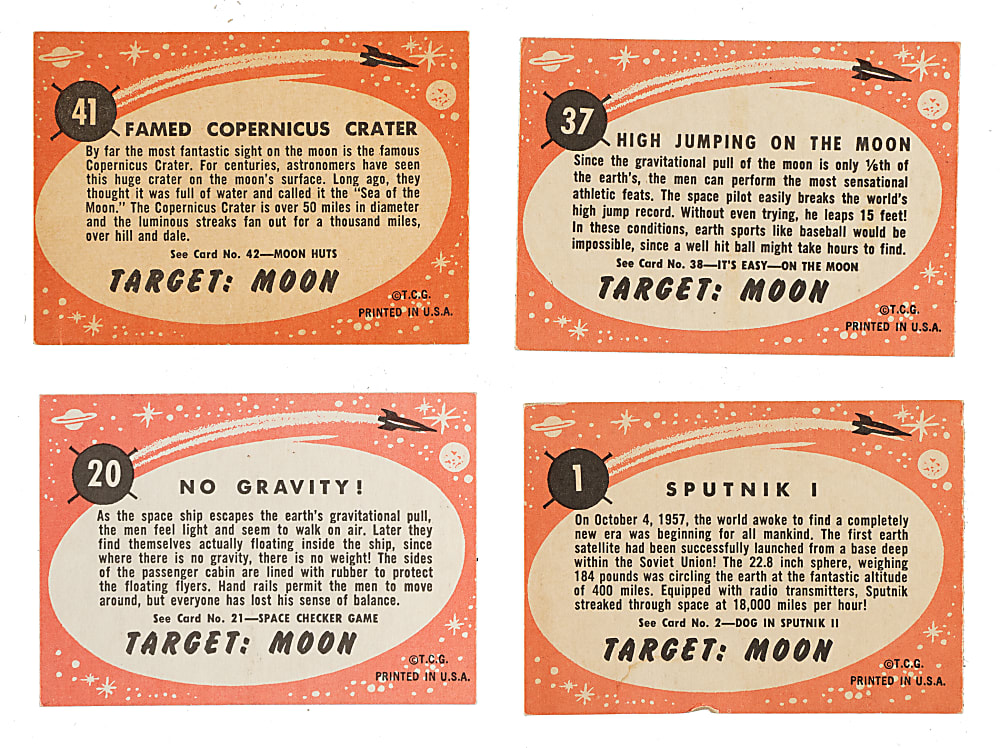 41
FAMED COPERNICUS CRATER
By far the most fantastic sight on the moon is the famous
Copernicus Crater. For centuries, astronomers have seen
this huge crater on the moon's surface. Long ago, they
thought it was full of water and called it the "Sea of the
Moon." The Copernicus Crater is over 50 miles in diameter
and the luminous streaks fan out for a thousand miles,
over hill and dale.
See Card No. 42—MOON HUTS
TARGET: MOON
©T.C.G.
PRINTED IN U.S.A.
37
HIGH JUMPING ON THE MOON
Since the gravitational pull of the moon is only ⅙th of
the earth's, the men can perform the most sensational
athletic feats. The space pilot easily breaks the world's
high jump record. Without even trying, he leaps 15 feet!
In these conditions, earth sports like baseball would be
impossible, since a well hit ball might take hours to find.
See Card No. 38—IT'S EASY—ON THE MOON
TARGET: MOON
©T.C.G.
PRINTED IN U.S.A.
20
NO GRAVITY!
As the space ship escapes the earth's gravitational pull,
the men feel light and seem to walk on air. Later they
find themselves actually floating inside the ship, since
where there is no gravity, there is no weight! The sides
of the passenger cabin are lined with rubber to protect
the floating flyers. Hand rails permit the men to move
around, but everyone has lost his sense of balance.
See Card No. 21—SPACE CHECKER GAME
TARGET: MOON
©T.C.G.
PRINTED IN U.S.A.
1
SPUTNIK I
On October 4, 1957, the world awoke to find a completely
new era was beginning for all mankind. The first earth
satellite had been successfully launched from a base deep
within the Soviet Union! The 22.8 inch sphere, weighing
184 pounds was circling the earth at the fantastic altitude
of 400 miles. Equipped with radio transmitters, Sputnik
streaked through space at 18,000 miles per hour!
See Card No. 2—DOG IN SPUTNIK II
TARGET: MOON
©T.C.G.
PRINTED IN U.S.A.